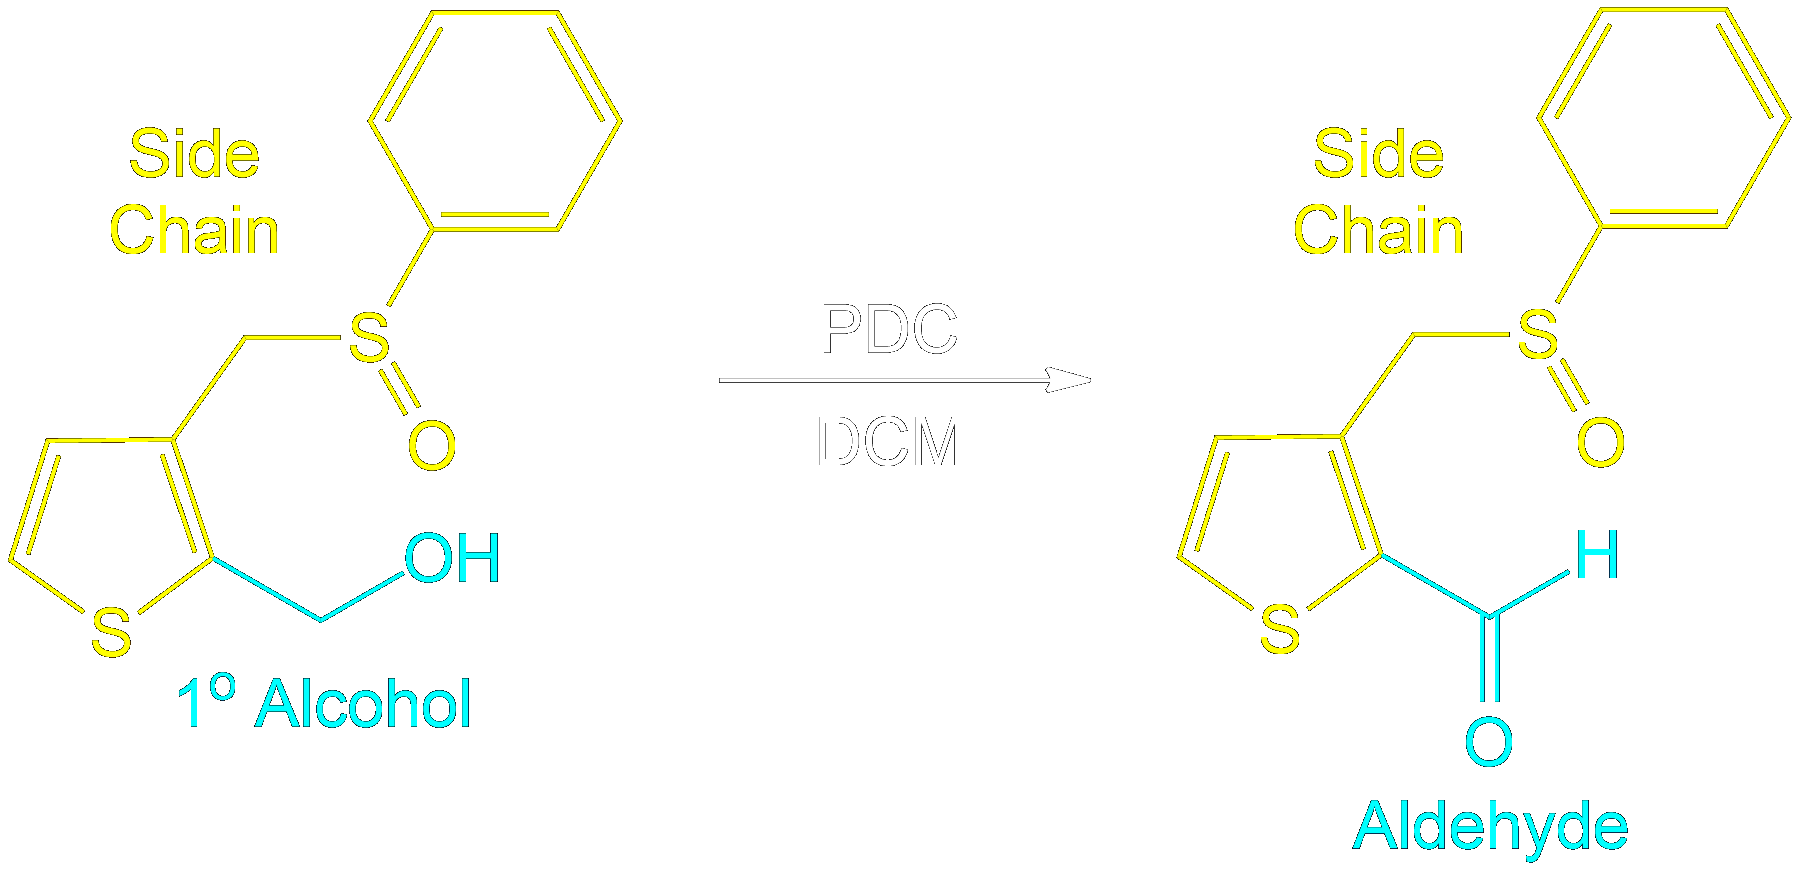 Side
Chain
S
O
OH
S
1º Alcohol
PDC
DCM
Side
Chain
S
O
H
S
O
Aldehyde